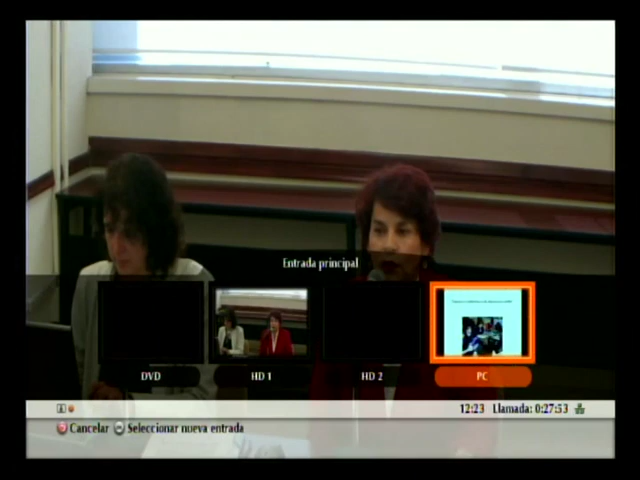 Entrada principal
DVD
HD 1
HD 2
PC
12:23 Llamada: 0:27:53
Cancelar Seleccionar nueva entrada